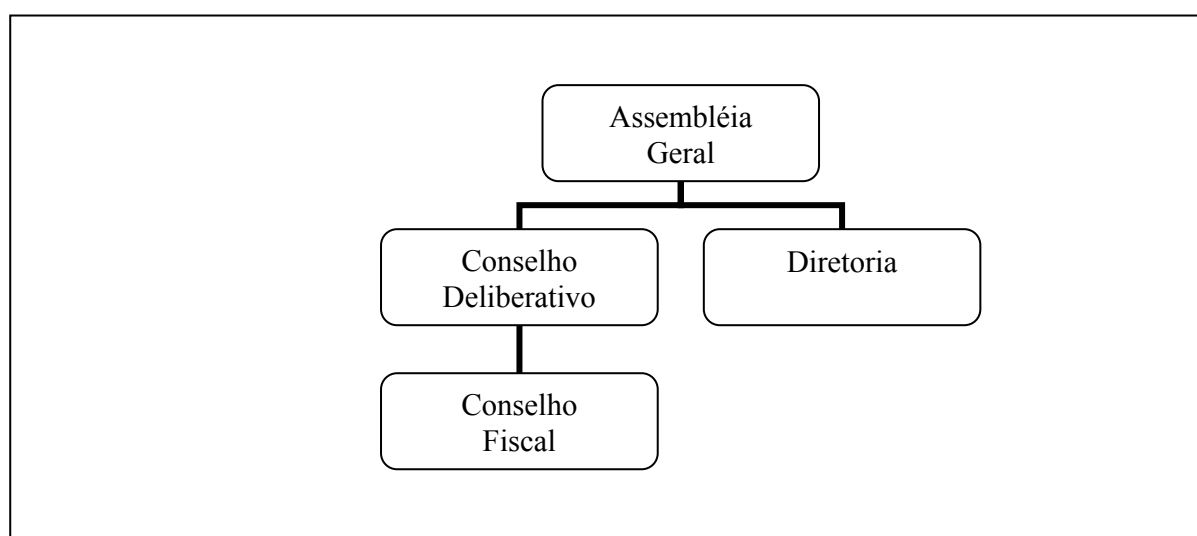 Assembléia
Geral
Conselho
Deliberativo
Diretoria
Conselho
Fiscal